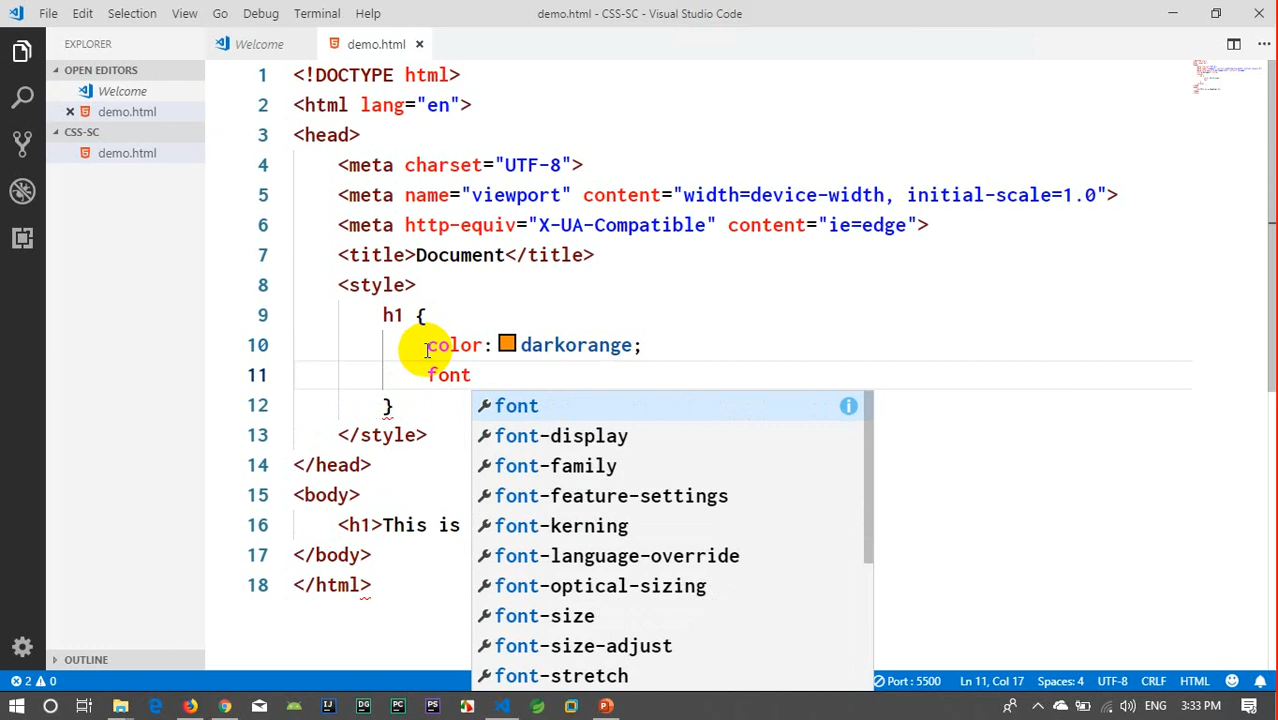 File Edit Selection View Go Debug Terminal Help
demo.html - CSS-SC - Visual Studio Code
EXPLORER
OPEN EDITORS
Welcome
demo.html
CSS-SC
demo.html
OUTLINE
Welcome
demo.html
1 <!DOCTYPE html>
2 <html lang="en">
3 <head>
4 <meta charset="UTF-8">
5 <meta name="viewport" content="width=device-width, initial-scale=1.0">
6 <meta http-equiv="X-UA-Compatible" content="ie=edge">
7 <title>Document</title>
8 <style>
9 h1 {
10 color: darkorange;
11 font
12 }
13 </style>
14 </head>
15 <body>
16 <h1>This is
17 </body>
18 </html>
font
font-display
font-family
font-feature-settings
font-kerning
font-language-override
font-optical-sizing
font-size
font-size-adjust
font-stretch
2 0
Port : 5500
Ln 11, Col 17
Spaces: 4
UTF-8
CRLF
HTML
IJ
DG
PC
PS
ENG
3:33 PM